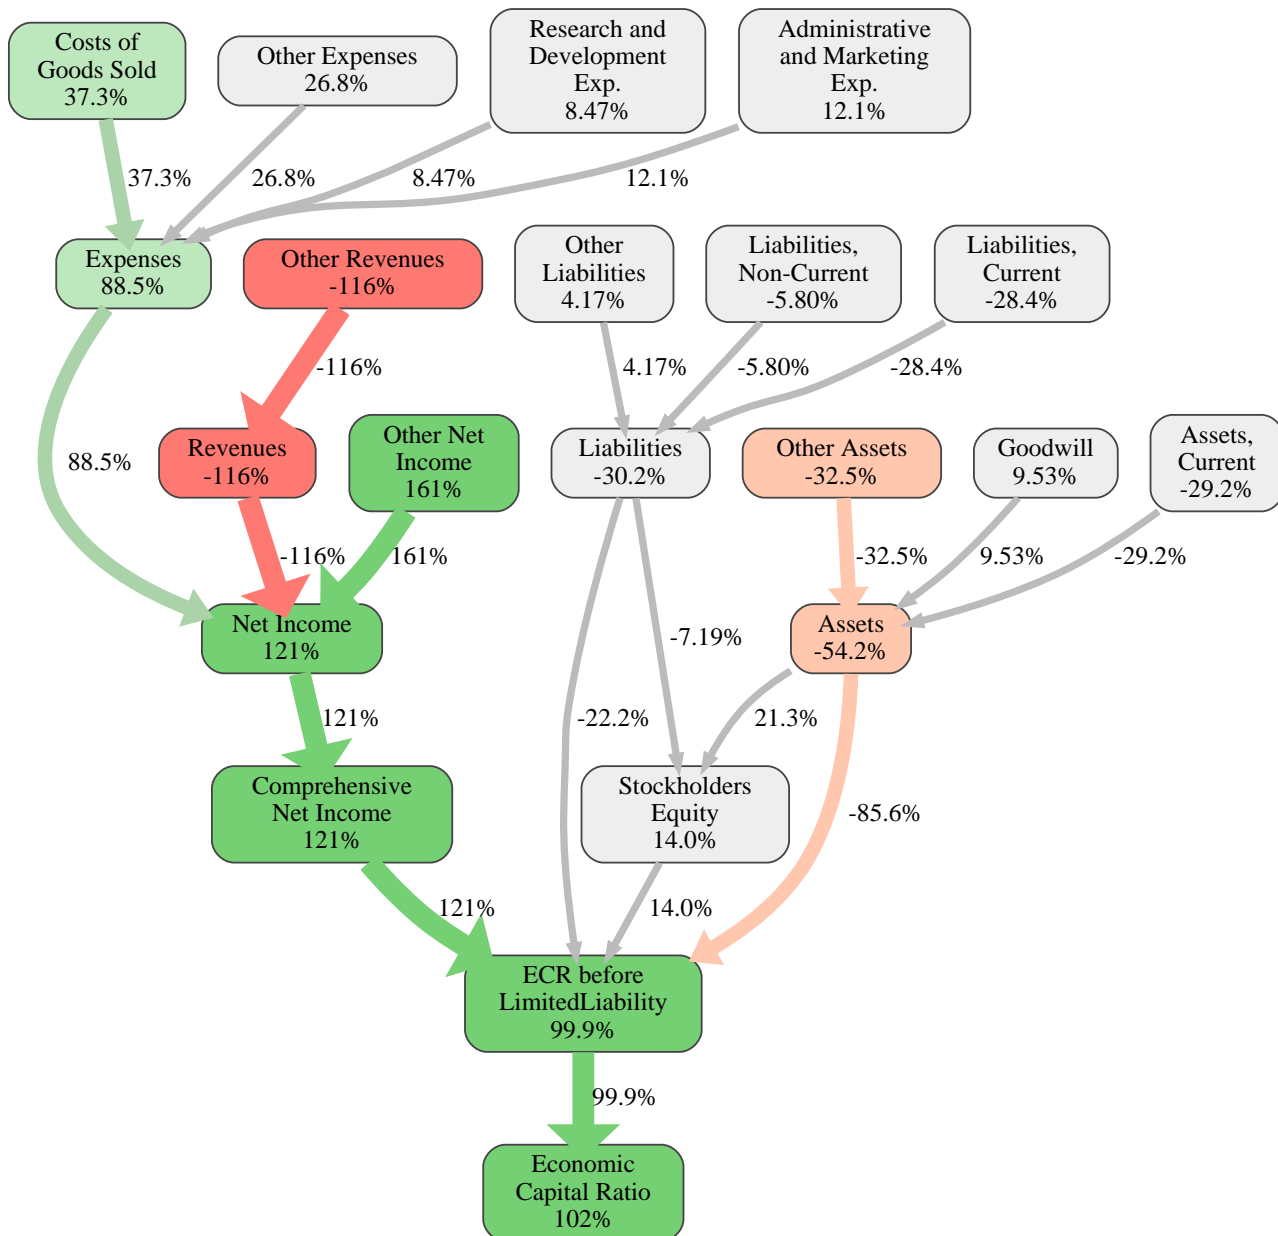 Costs of
Goods Sold
37.3%
Other Expenses
26.8%
Research and
Development
Exp.
8.47%
Administrative
and Marketing
Exp.
12.1%
37.3%
26.8%
8.47%
12.1%
Expenses
88.5%
Other Revenues
-116%
Other
Liabilities
4.17%
Liabilities,
Non-Current
-5.80%
Liabilities,
Current
-28.4%
-116%
4.17%
-5.80%
-28.4%
88.5%
Revenues
-116%
Other Net
Income
161%
Liabilities
-30.2%
Other Assets
-32.5%
Goodwill
9.53%
Assets,
Current
-29.2%
-116%
161%
-32.5%
9.53%
-29.2%
Net Income
121%
-7.19%
Assets
-54.2%
121%
-22.2%
21.3%
Comprehensive
Net Income
121%
Stockholders
Equity
14.0%
-85.6%
121%
14.0%
ECR before
LimitedLiability
99.9%
99.9%
Economic
Capital Ratio
102%